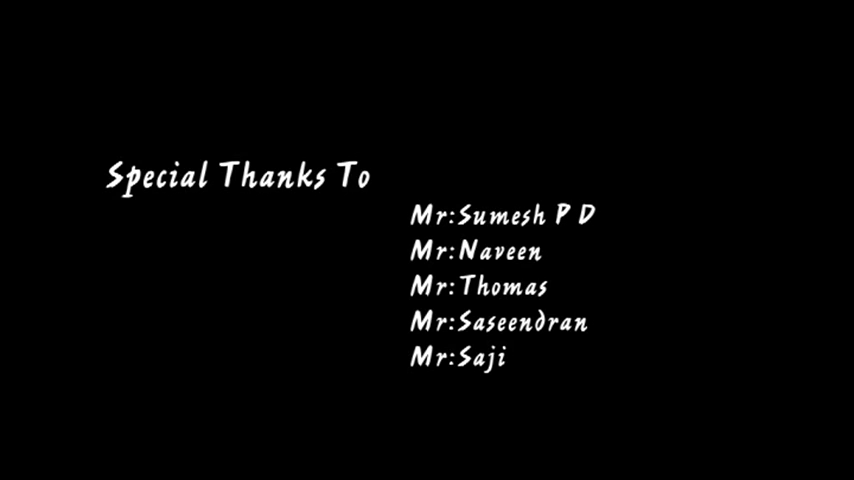 Special Thanks To
Mr:Sumesh P D
Mr:Naveen
Mr:Thomas
Mr:Saseendran
Mr:Saji